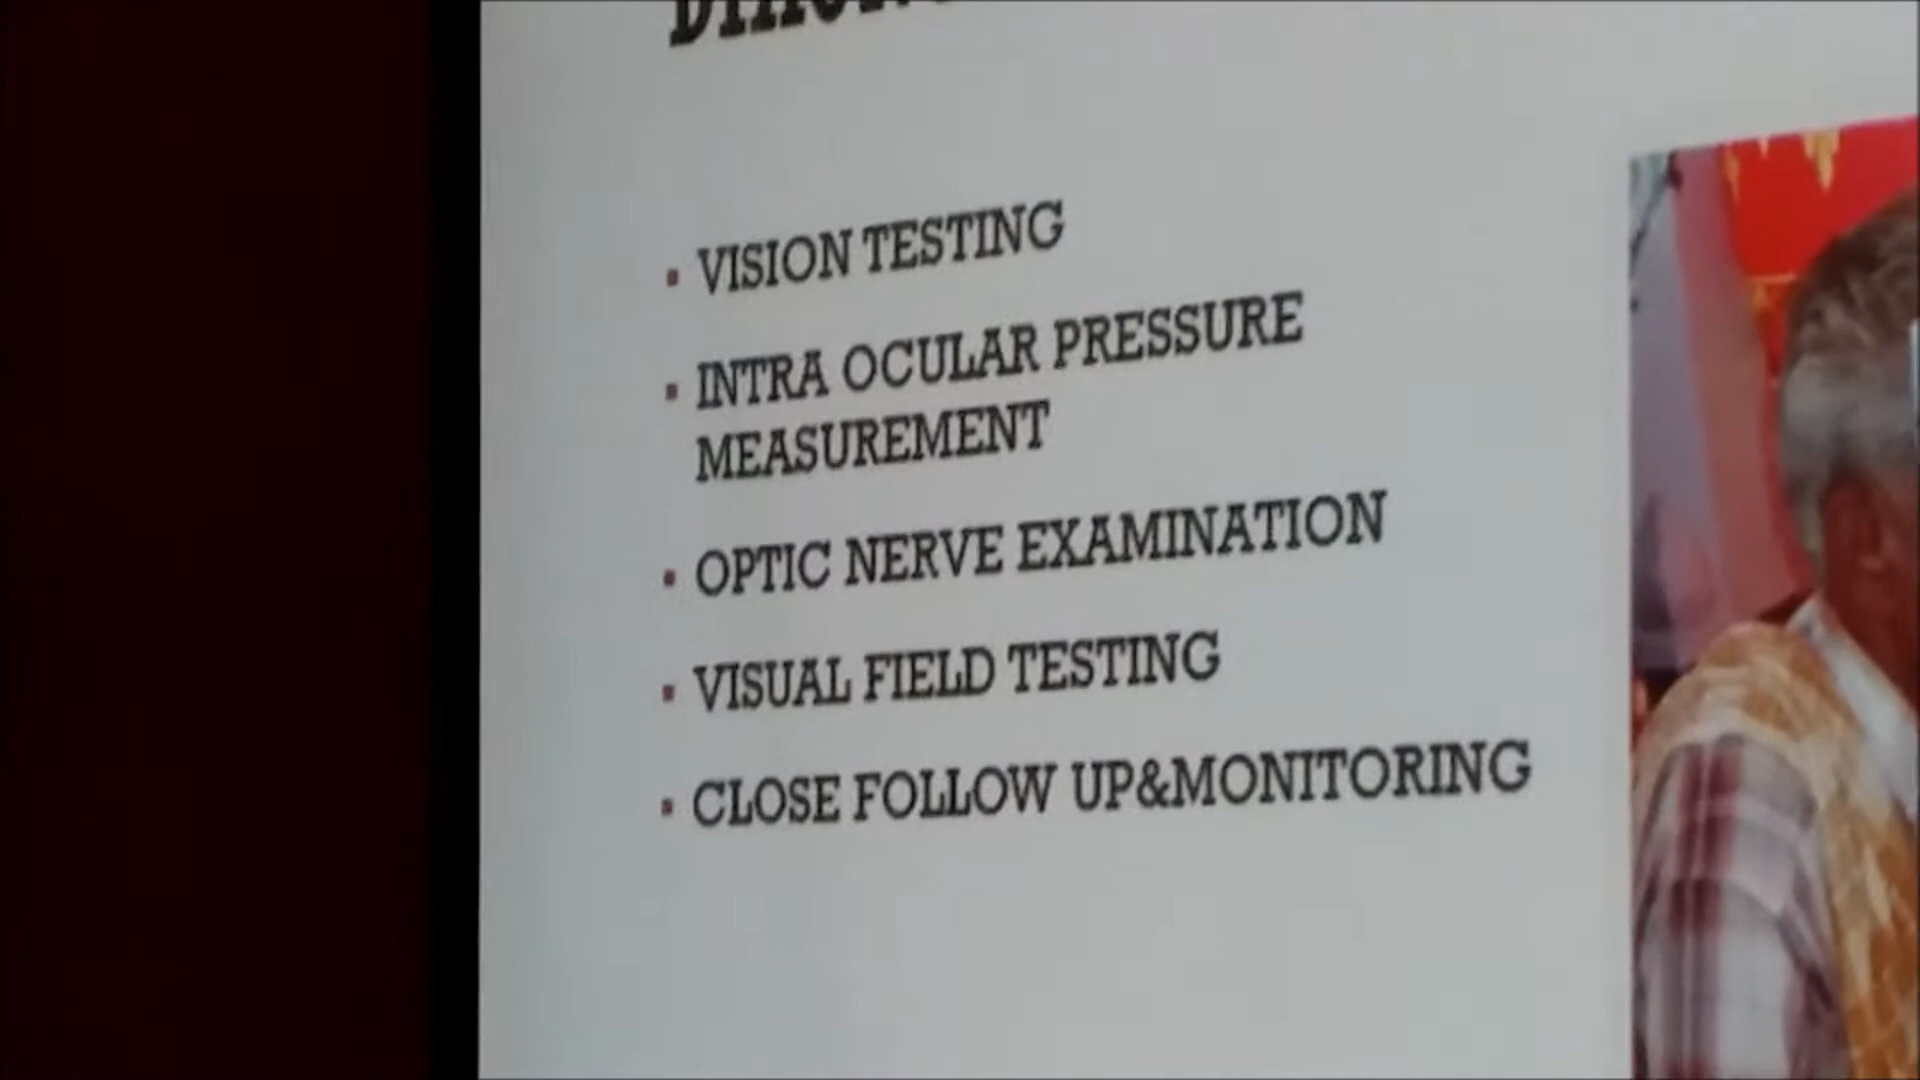 VISION TESTING
INTRA OCULAR PRESSURE
MEASUREMENT
OPTIC NERVE EXAMINATION
VISUAL FIELD TESTING
CLOSE FOLLOW UP&MONITORING